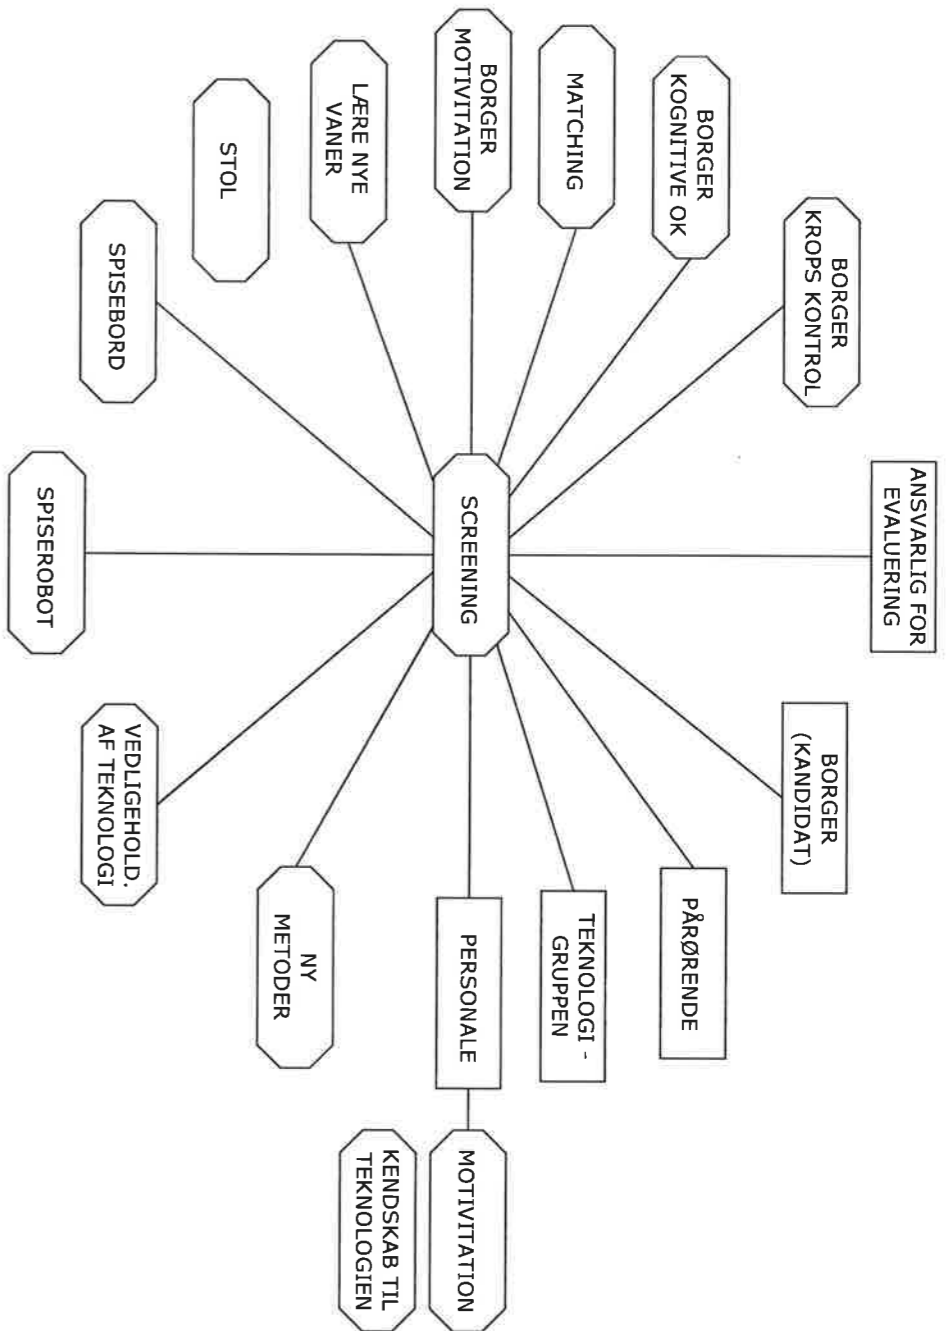 ANSVARLIG FOR
EVALUERING
BORGER
KROPS KONTROL
BORGER
(KANDIDAT)
BORGER
KOGNITIVE OK
PÅRØRENDE
MATCHING
TEKNOLOGI -
GRUPPEN
BORGER
MOTIVITATION
SCREENING
PERSONALE
MOTIVITATION
LÆRE NYE
VANER
NY
METODER
KENDSKAB TIL
TEKNOLOGIEN
STOL
SPISEBORD
VEDLIGEHOLD.
AF TEKNOLOGI
SPISEROBOT